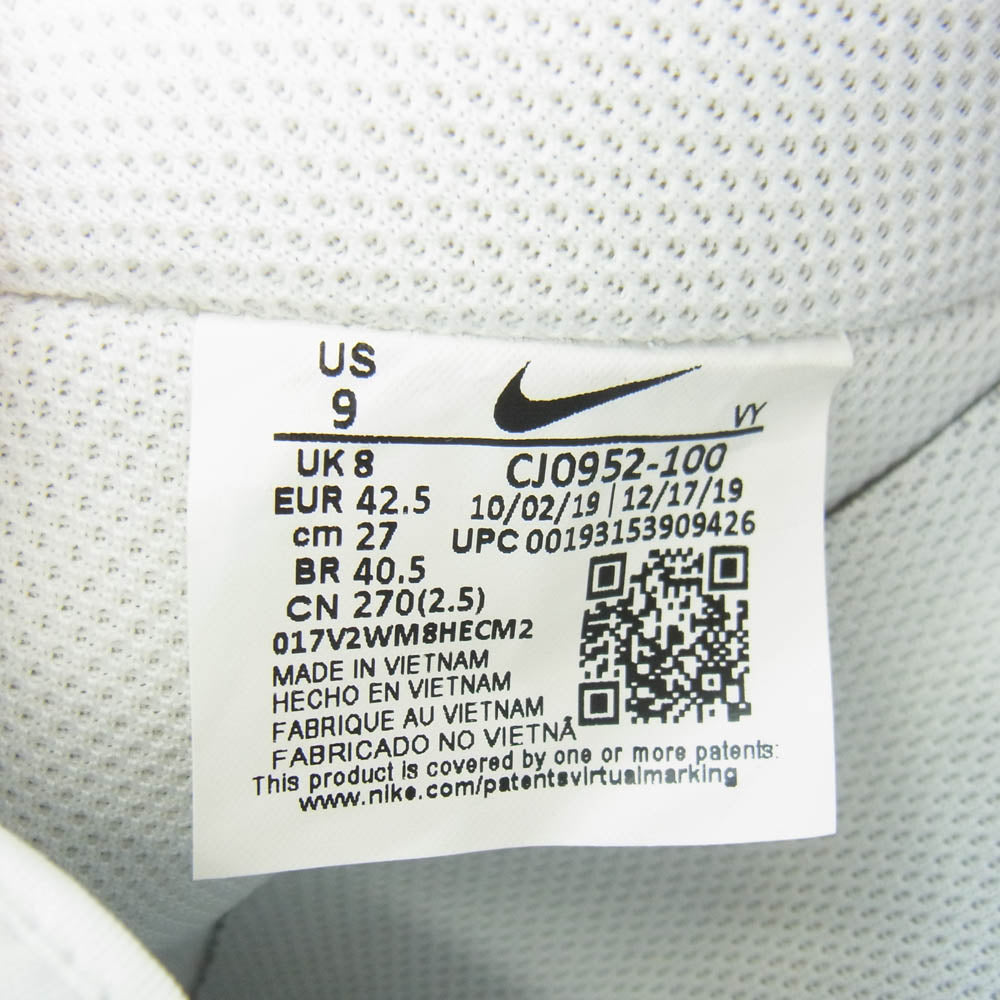 US
9
VY
UK 8
CJ0952-100
EUR 42.5
10/02/19 | 12/17/19
cm 27
UPC 00193153909426
BR 40.5
CN 270(2.5)
017V2WM8HECM2
MADE IN VIETNAM
HECHO EN VIETNAM
FABRIQUE AU VIETNAM
FABRICADO NO VIETNÃ
This product is covered by one or more patents:
www.nike.com/patentsvirtualmarking